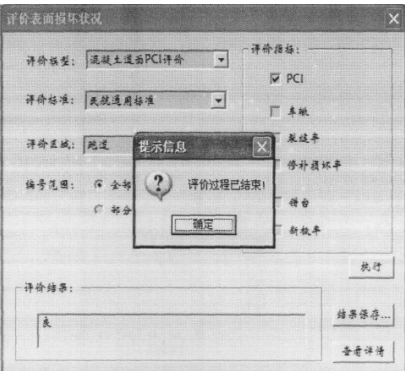 评价表面损坏状况
评价类型: 混凝土道面PCI评价
评价标准: 民航通用标准
评价区域: 跑道
编号范围: 全部
部分
评价指标:
PCI
车辙
裂缝率
修补损坏率
错台
新板率
提示信息
评价过程已结束!
确定
执行
评价结果:
良
结果保存...
查看详情